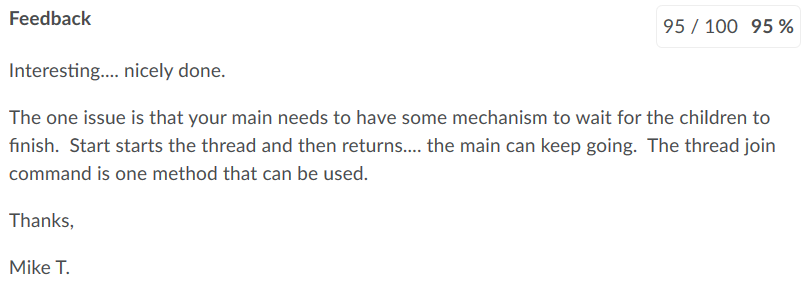 Feedback
95 / 100 95 %
Interesting.... nicely done.
The one issue is that your main needs to have some mechanism to wait for the children to
finish. Start starts the thread and then returns.... the main can keep going. The thread join
command is one method that can be used.
Thanks,
Mike T.